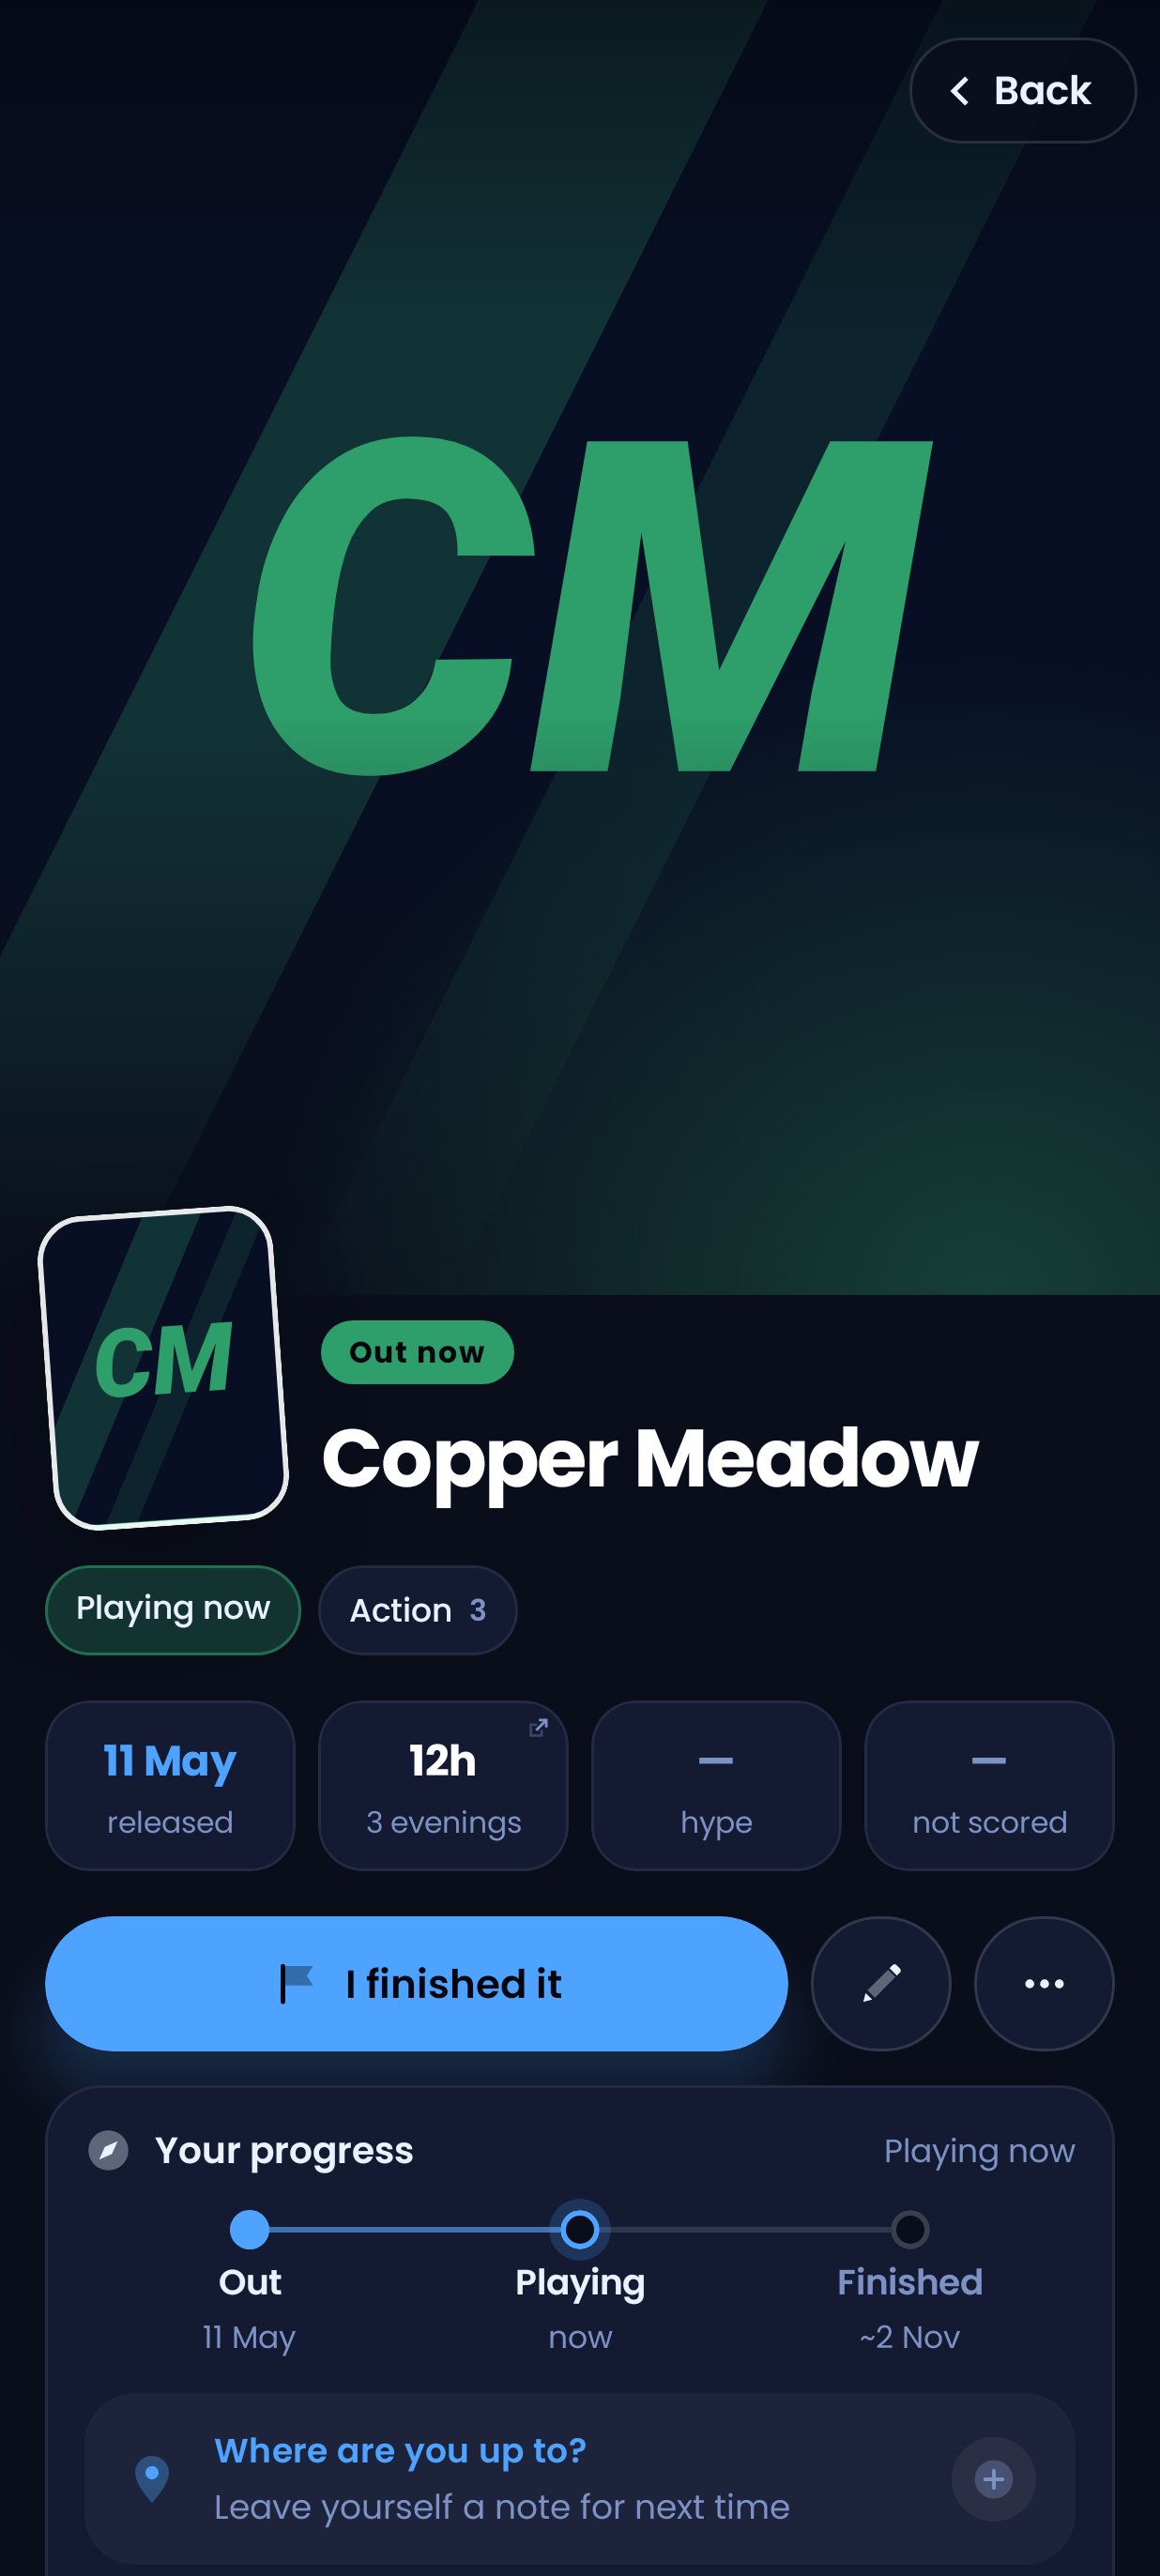 Back
CM
CM
Out now
Copper Meadow
Playing now
Action 3
11 May
released
12h
3 evenings
—
hype
—
not scored
I finished it
Your progress
Playing now
Out
Playing
Finished
11 May
now
~2 Nov
Where are you up to?
Leave yourself a note for next time